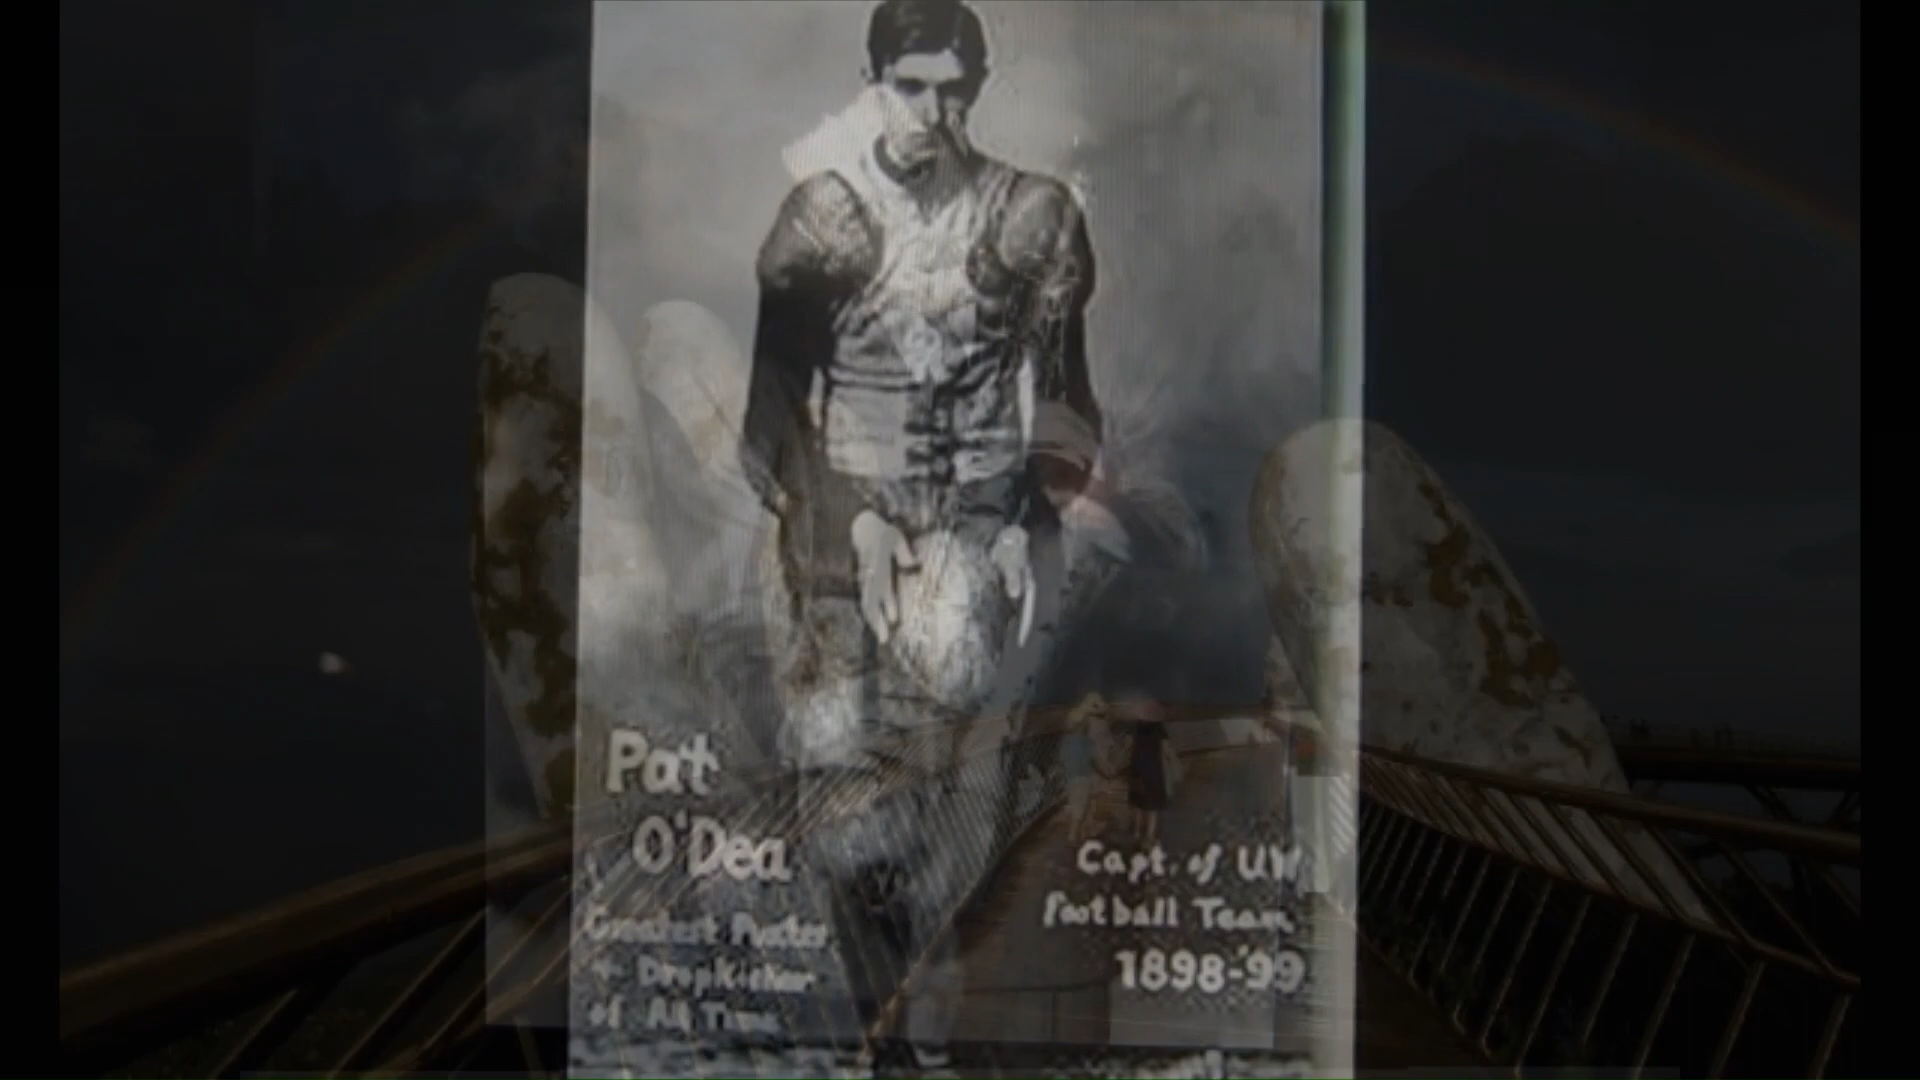 Pat
O'Dea
Greatest Punter
+ Dropkicker
of All Time
Capt. of UW
Football Team
1898-'99